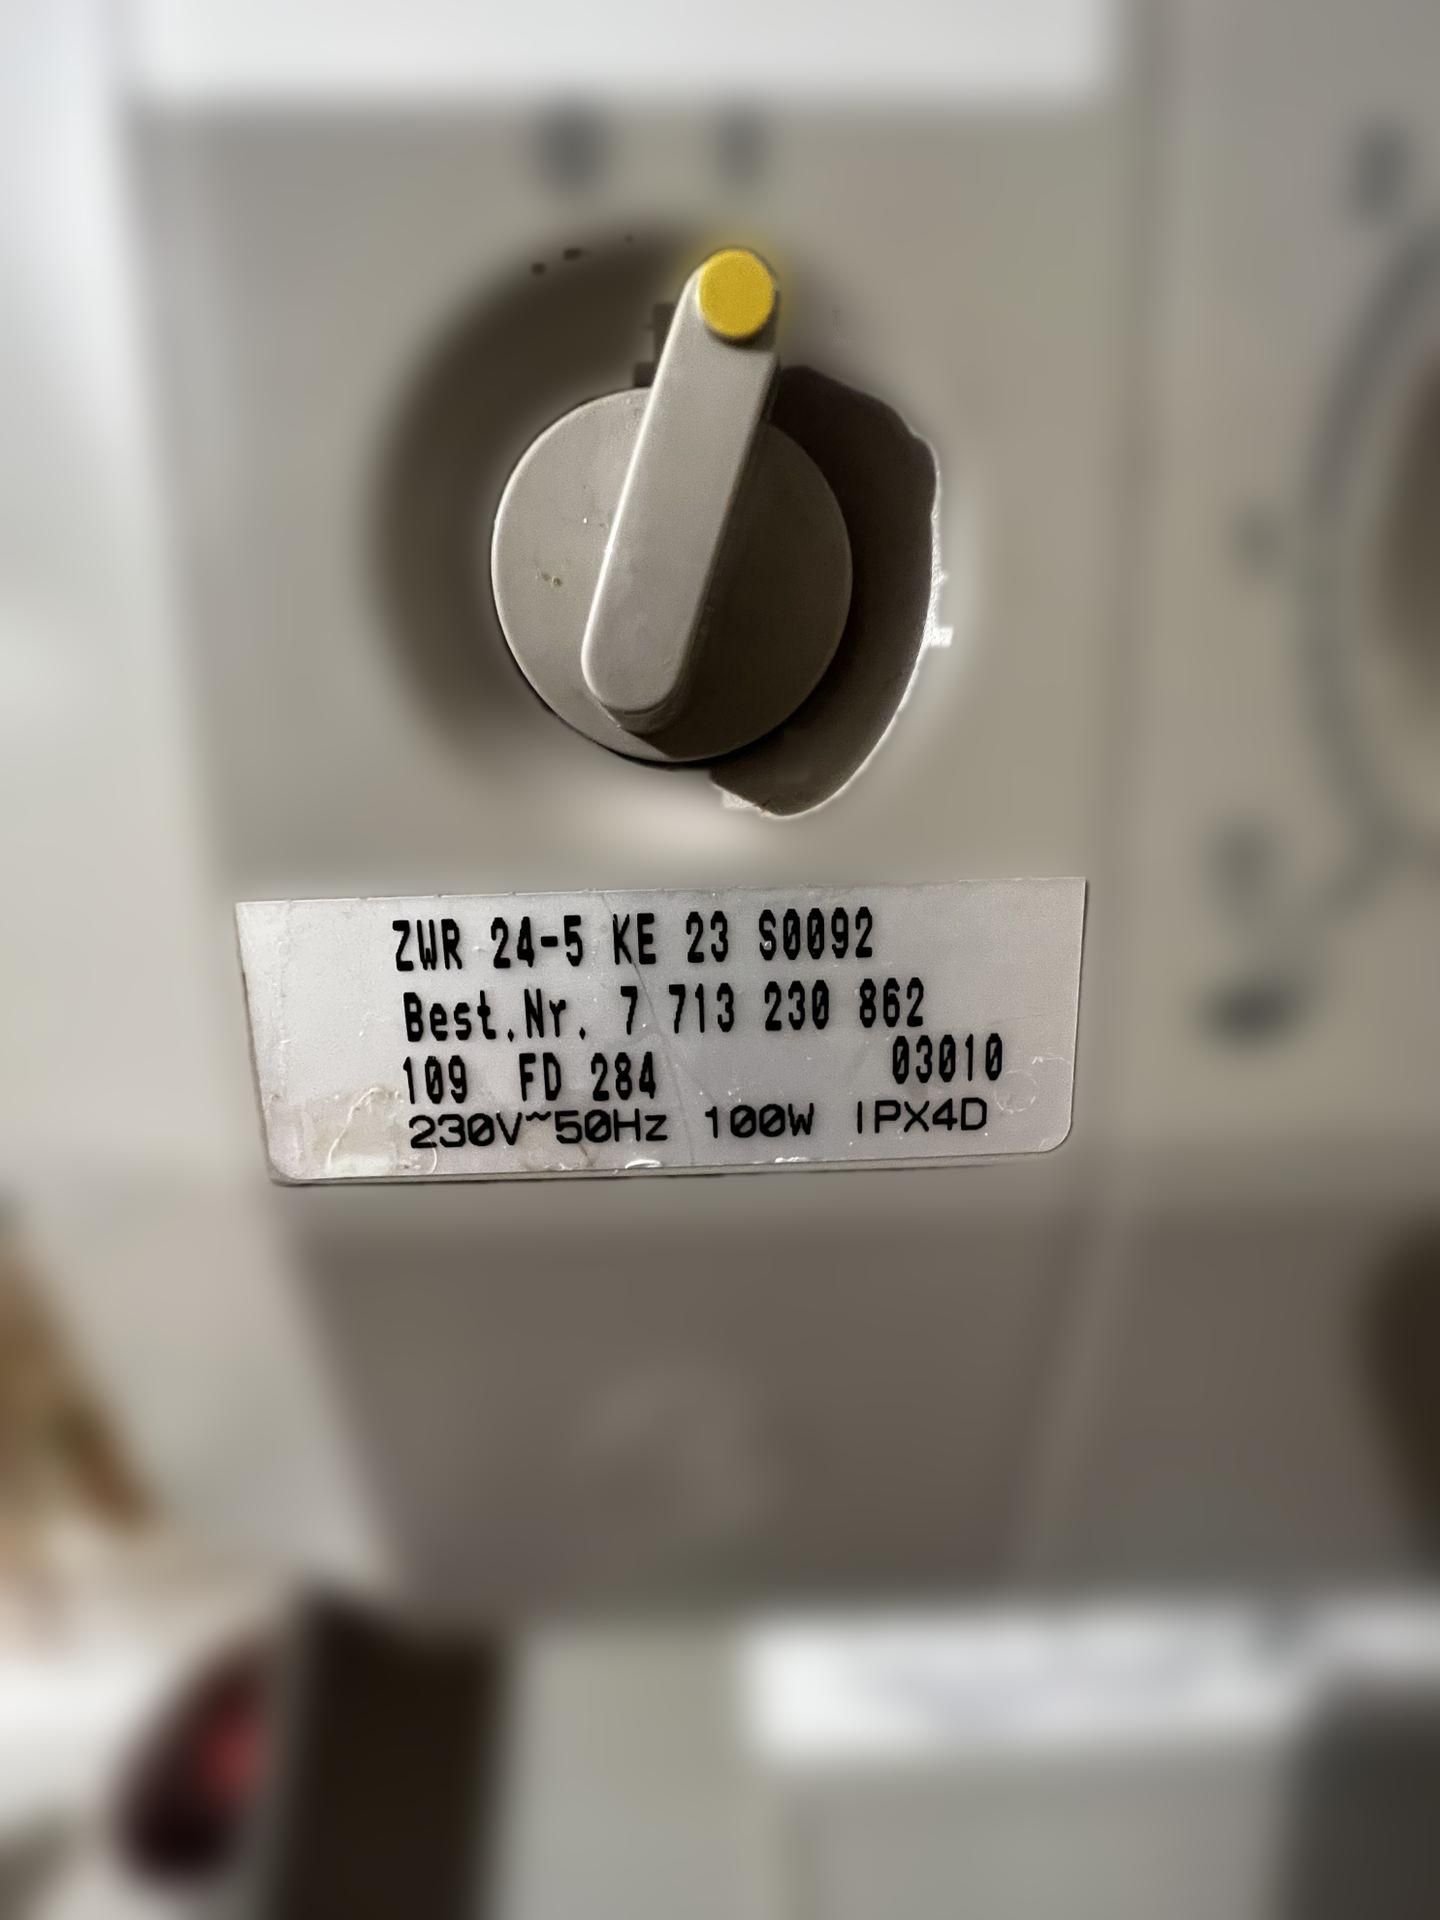 ZWR 24-5 KE 23 S0092
Best.Nr. 7 713 230 862
109 FD 284 03010
230V~50Hz 100W IPX4D